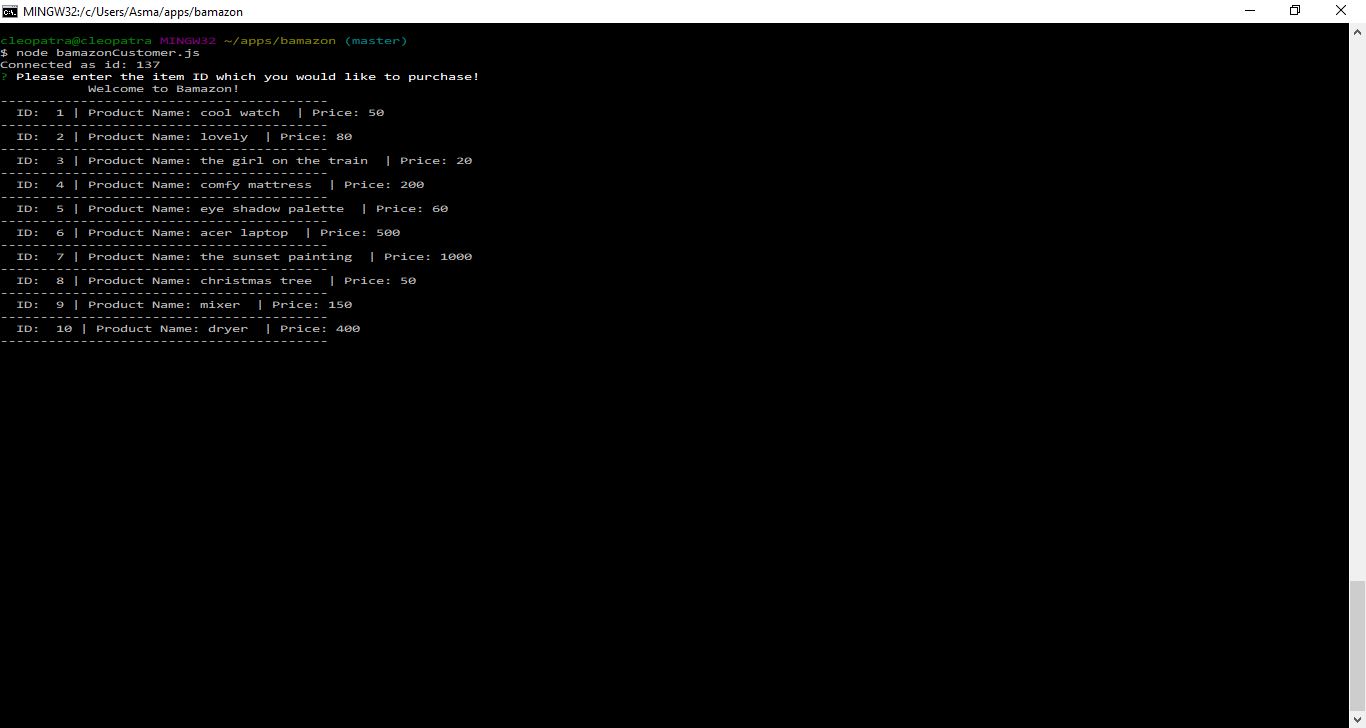 MINGW32:/c/Users/Asma/apps/bamazon
cleopatra@cleopatra MINGW32 ~/apps/bamazon (master)
$ node bamazonCustomer.js
Connected as id: 137
? Please enter the item ID which you would like to purchase!
Welcome to Bamazon!
-----------------------------------------
ID: 1 | Product Name: cool watch | Price: 50
-----------------------------------------
ID: 2 | Product Name: lovely | Price: 80
-----------------------------------------
ID: 3 | Product Name: the girl on the train | Price: 20
-----------------------------------------
ID: 4 | Product Name: comfy mattress | Price: 200
-----------------------------------------
ID: 5 | Product Name: eye shadow palette | Price: 60
-----------------------------------------
ID: 6 | Product Name: acer laptop | Price: 500
-----------------------------------------
ID: 7 | Product Name: the sunset painting | Price: 1000
-----------------------------------------
ID: 8 | Product Name: christmas tree | Price: 50
-----------------------------------------
ID: 9 | Product Name: mixer | Price: 150
-----------------------------------------
ID: 10 | Product Name: dryer | Price: 400
-----------------------------------------